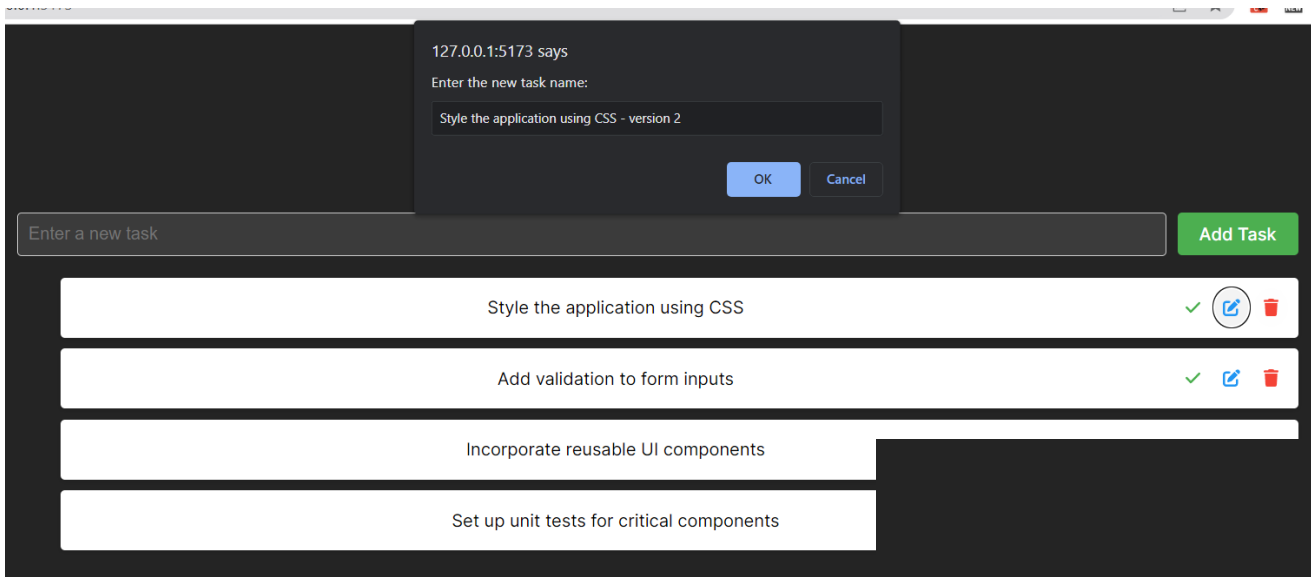 127.0.0.1:5173 says
Enter the new task name:
Style the application using CSS - version 2
OK Cancel
Enter a new task Add Task
Style the application using CSS
Add validation to form inputs
Incorporate reusable UI components
Set up unit tests for critical components